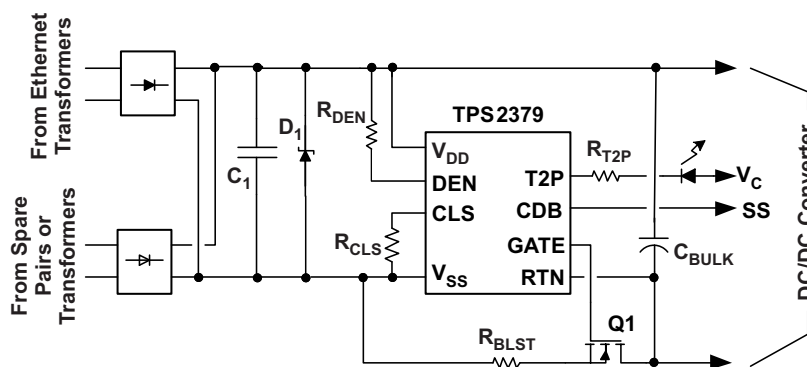 From Ethernet
Transformers
From Spare
Pairs or
Transformers
C1
D1
RDEN
RCLS
TPS2379
VDD
DEN
CLS
VSS
T2P
CDB
GATE
RTN
RT2P
VC
SS
CBULK
RBLST
Q1
DC/DC Converter